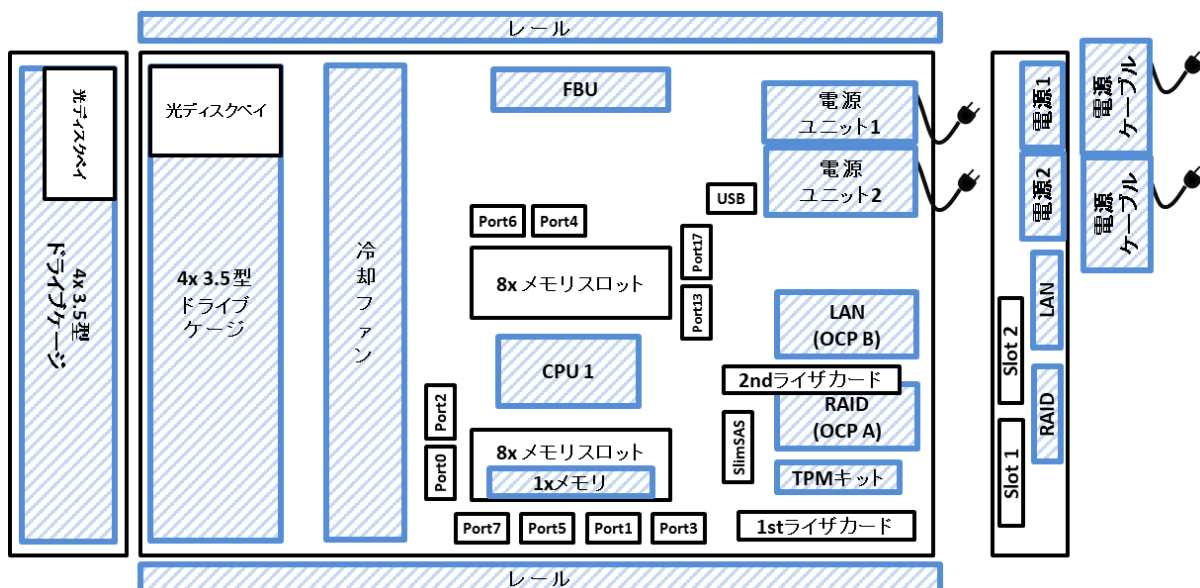 レール
光ディスクベイ
4x 3.5型
ドライブケージ
光ディスクベイ
4x 3.5型
ドライブ
ケージ
冷却ファン
FBU
電源
ユニット1
電源
ユニット2
USB
Port6
Port4
Port17
Port13
8xメモリスロット
LAN
(OCP B)
CPU 1
2ndライザカード
RAID
(OCP A)
Port2
Port0
SlimSAS
8xメモリスロット
1xメモリ
TPMキット
Port7
Port5
Port1
Port3
1stライザカード
レール
電源1
電源2
LAN
RAID
Slot 2
Slot 1
電源
ケーブル
電源
ケーブル